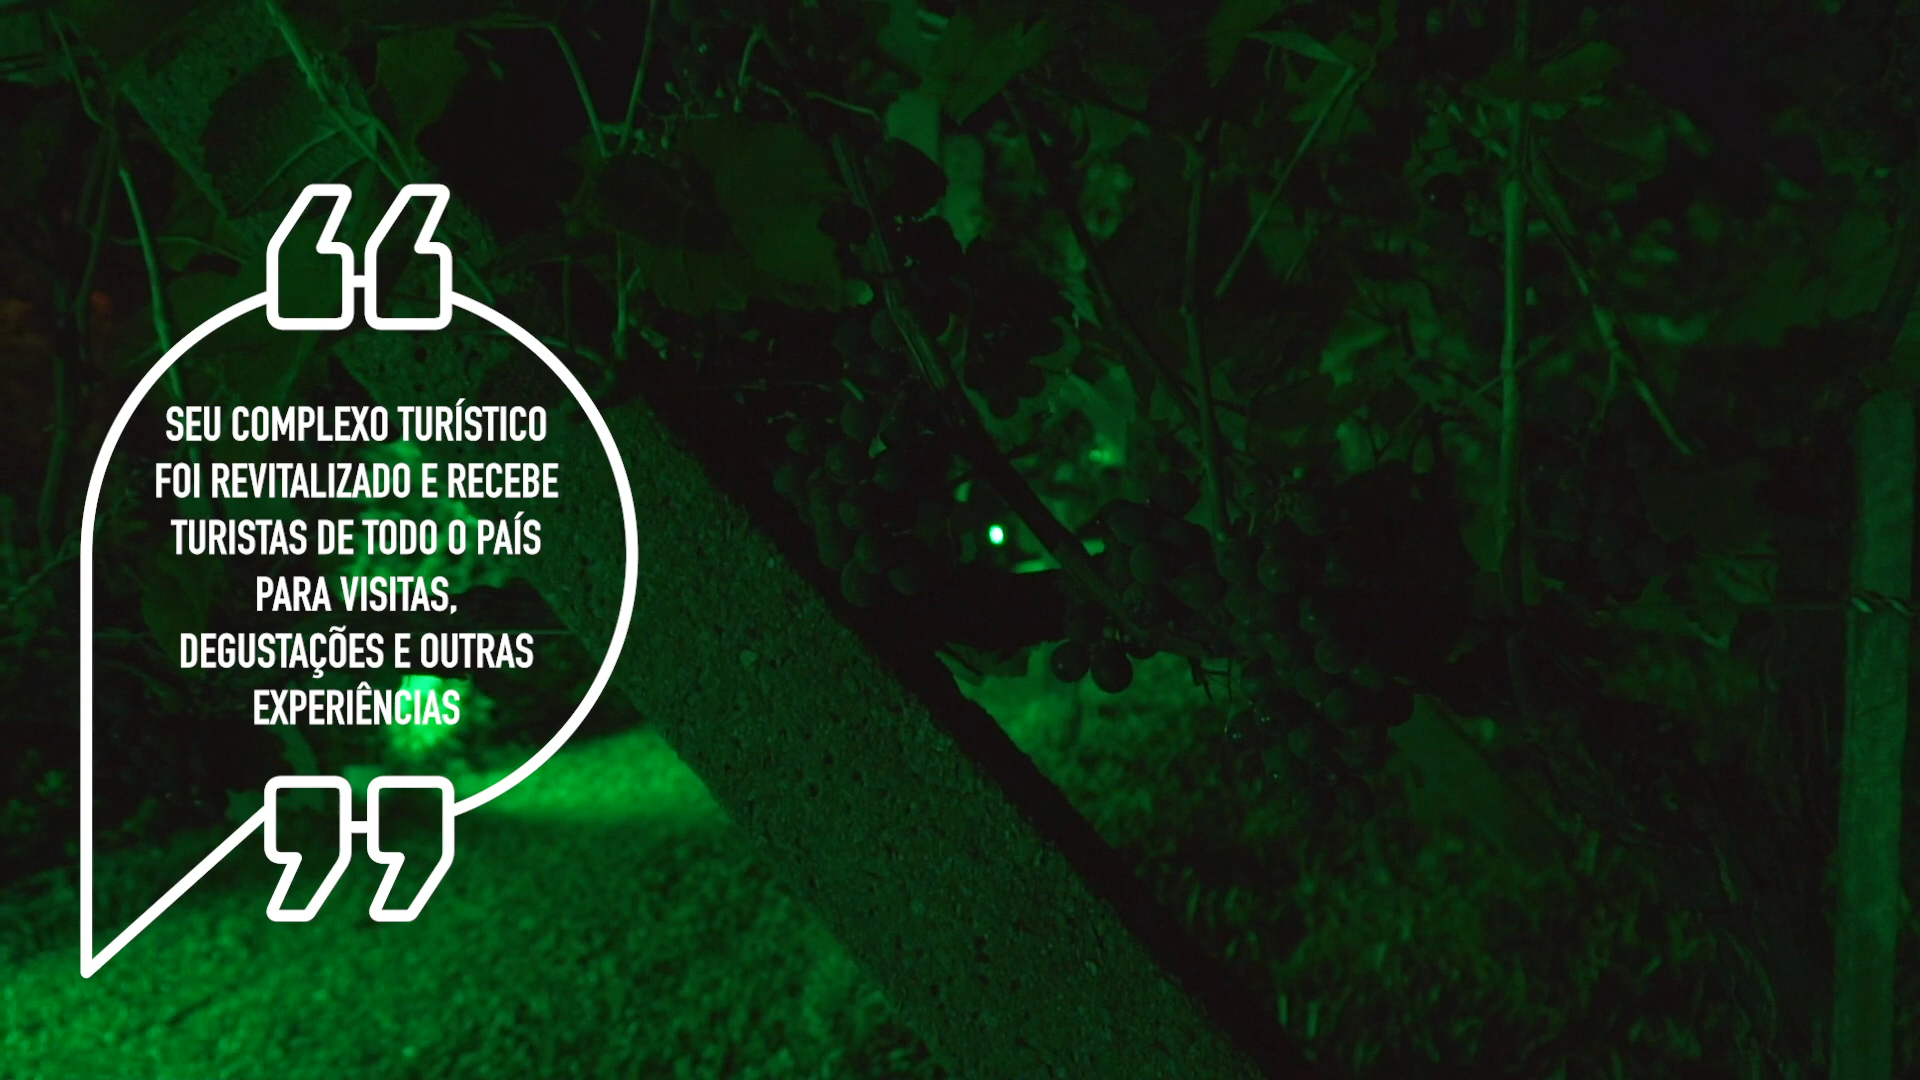 SEU COMPLEXO TURÍSTICO
FOI REVITALIZADO E RECEBE
TURISTAS DE TODO O PAÍS
PARA VISITAS,
DEGUSTAÇÕES E OUTRAS
EXPERIÊNCIAS